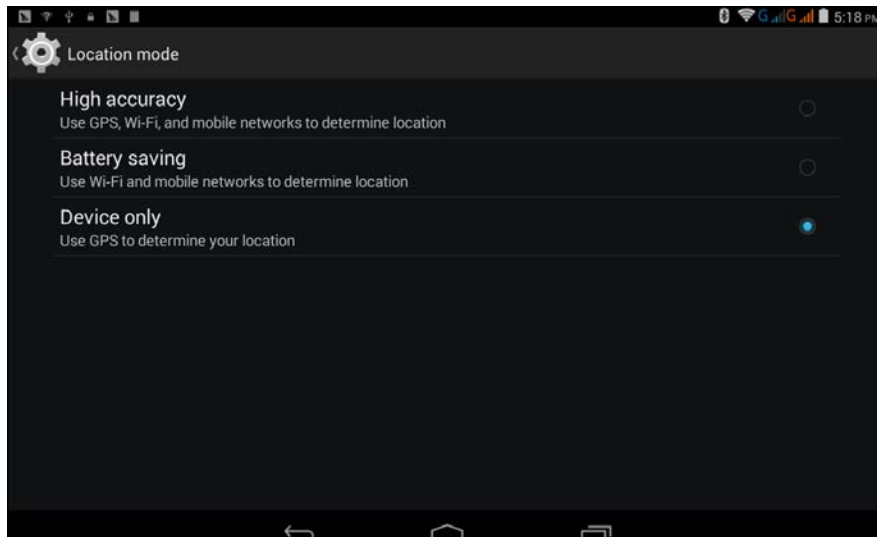 G G 5:18 PM
Location mode
High accuracy
Use GPS, Wi-Fi, and mobile networks to determine location
Battery saving
Use Wi-Fi and mobile networks to determine location
Device only
Use GPS to determine your location